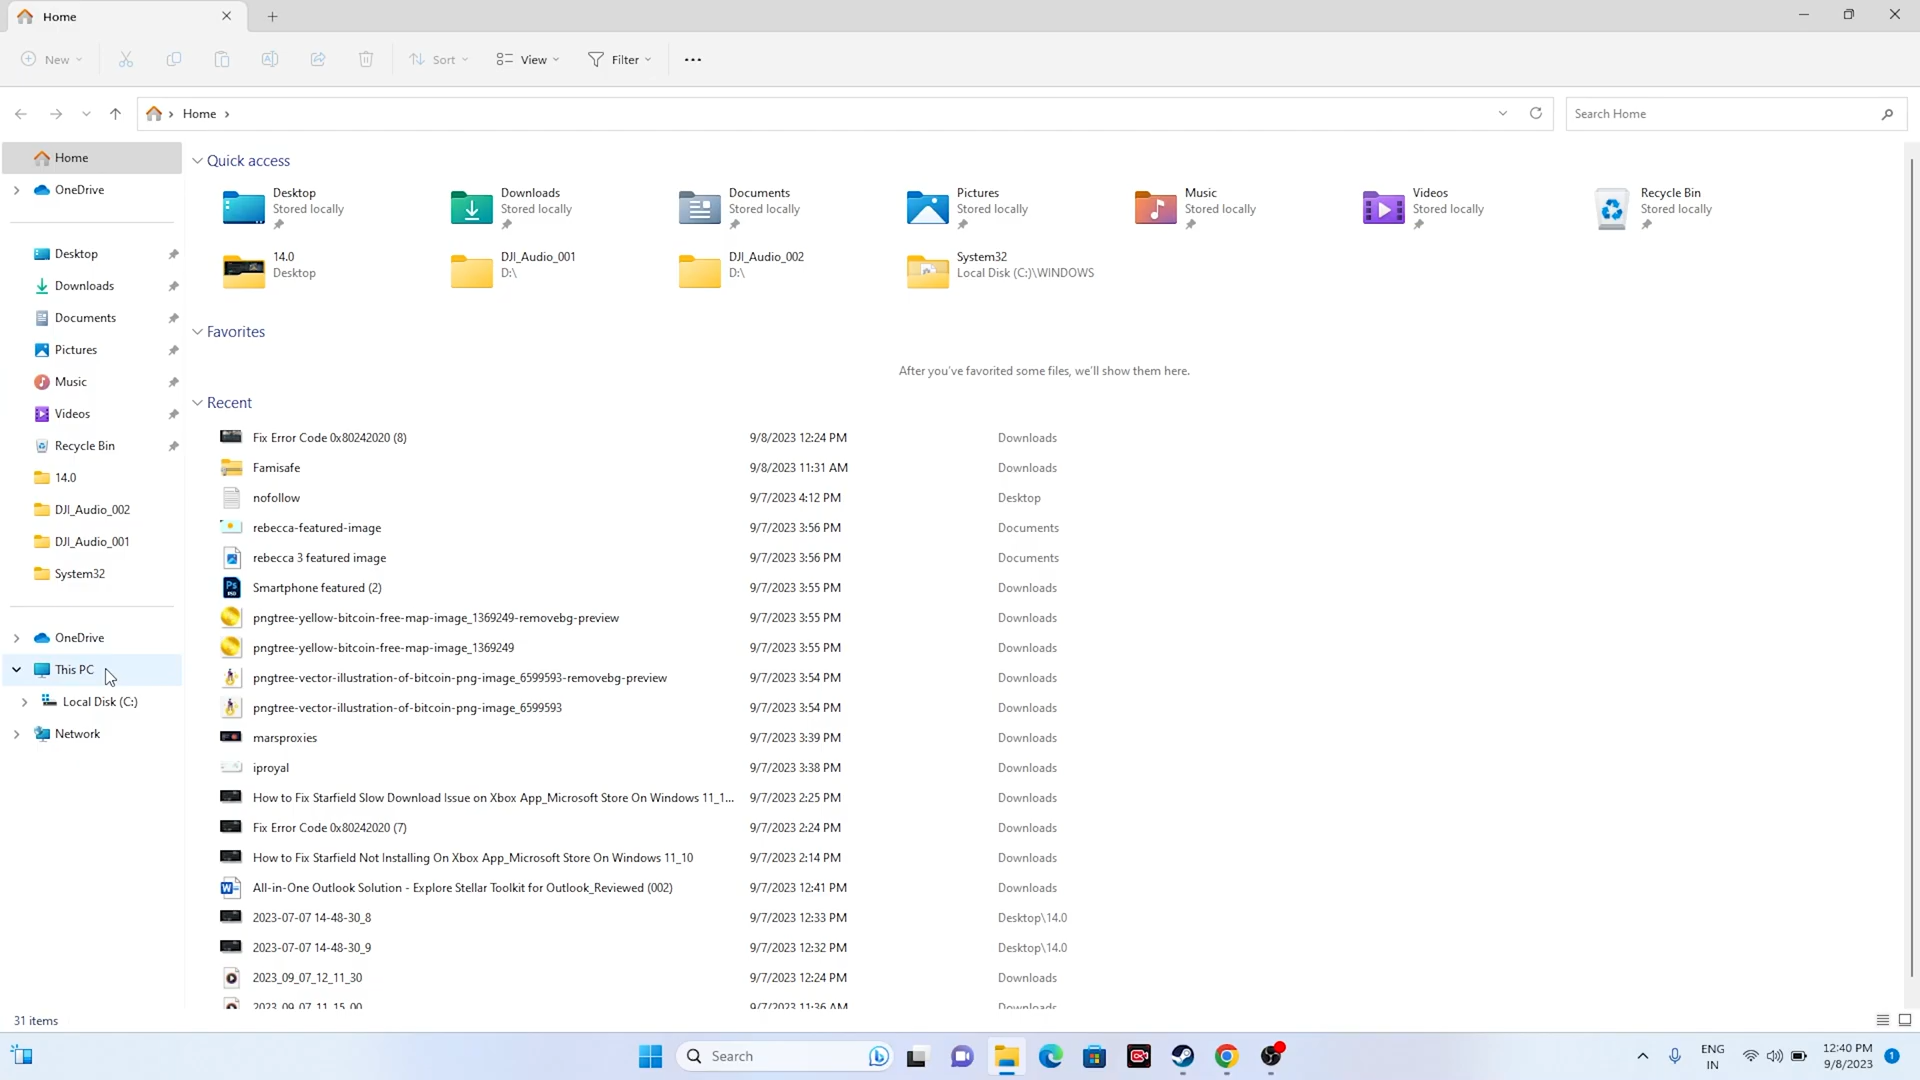 Home
New
Sort
View
Filter
Home
Search Home
Home
OneDrive
Desktop
Downloads
Documents
Pictures
Music
Videos
Recycle Bin
14.0
DJI_Audio_002
DJI_Audio_001
System32
OneDrive
This PC
Local Disk (C:)
Network
Quick access
Desktop
Stored locally
Downloads
Stored locally
Documents
Stored locally
Pictures
Stored locally
Music
Stored locally
Videos
Stored locally
Recycle Bin
Stored locally
14.0
Desktop
DJI_Audio_001
D:\
DJI_Audio_002
D:\
System32
Local Disk (C:)\WINDOWS
Favorites
After you've favorited some files, we'll show them here.
Recent
Fix Error Code 0x80242020 (8) 9/8/2023 12:24 PM Downloads
Famisafe 9/8/2023 11:31 AM Downloads
nofollow 9/7/2023 4:12 PM Desktop
rebecca-featured-image 9/7/2023 3:56 PM Documents
rebecca 3 featured image 9/7/2023 3:56 PM Documents
Smartphone featured (2) 9/7/2023 3:55 PM Downloads
pngtree-yellow-bitcoin-free-map-image_1369249-removebg-preview 9/7/2023 3:55 PM Downloads
pngtree-yellow-bitcoin-free-map-image_1369249 9/7/2023 3:55 PM Downloads
pngtree-vector-illustration-of-bitcoin-png-image_6599593-removebg-preview 9/7/2023 3:54 PM Downloads
pngtree-vector-illustration-of-bitcoin-png-image_6599593 9/7/2023 3:54 PM Downloads
marsproxies 9/7/2023 3:39 PM Downloads
iproyal 9/7/2023 3:38 PM Downloads
How to Fix Starfield Slow Download Issue on Xbox App_Microsoft Store On Windows 11_1... 9/7/2023 2:25 PM Downloads
Fix Error Code 0x80242020 (7) 9/7/2023 2:24 PM Downloads
How to Fix Starfield Not Installing On Xbox App_Microsoft Store On Windows 11_10 9/7/2023 2:14 PM Downloads
All-in-One Outlook Solution - Explore Stellar Toolkit for Outlook_Reviewed (002) 9/7/2023 12:41 PM Downloads
2023-07-07 14-48-30_8 9/7/2023 12:33 PM Desktop\14.0
2023-07-07 14-48-30_9 9/7/2023 12:32 PM Desktop\14.0
2023_09_07_12_11_30 9/7/2023 12:24 PM Downloads
2023_09_07_11_15_00 9/7/2023 11:36 AM Downloads
31 items
Search
ENG
IN
12:40 PM
9/8/2023
1